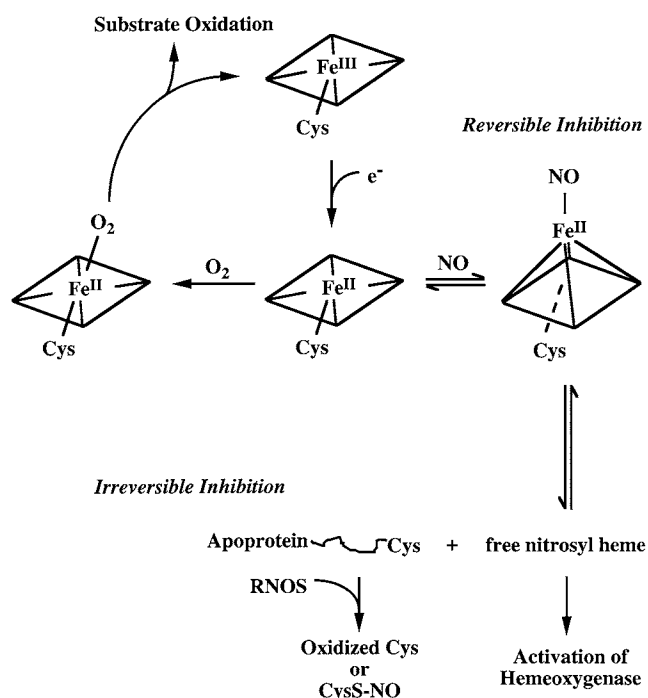 Substrate Oxidation
Fe^III
Cys
Reversible Inhibition
e^-
NO
Fe^II
Cys
O₂
Fe^II
Cys
O₂
Fe^II
Cys
NO
Irreversible Inhibition
Apoprotein Cys + free nitrosyl heme
RNOS
Oxidized Cys
or
CysS-NO
Activation of
Hemeoxygenase